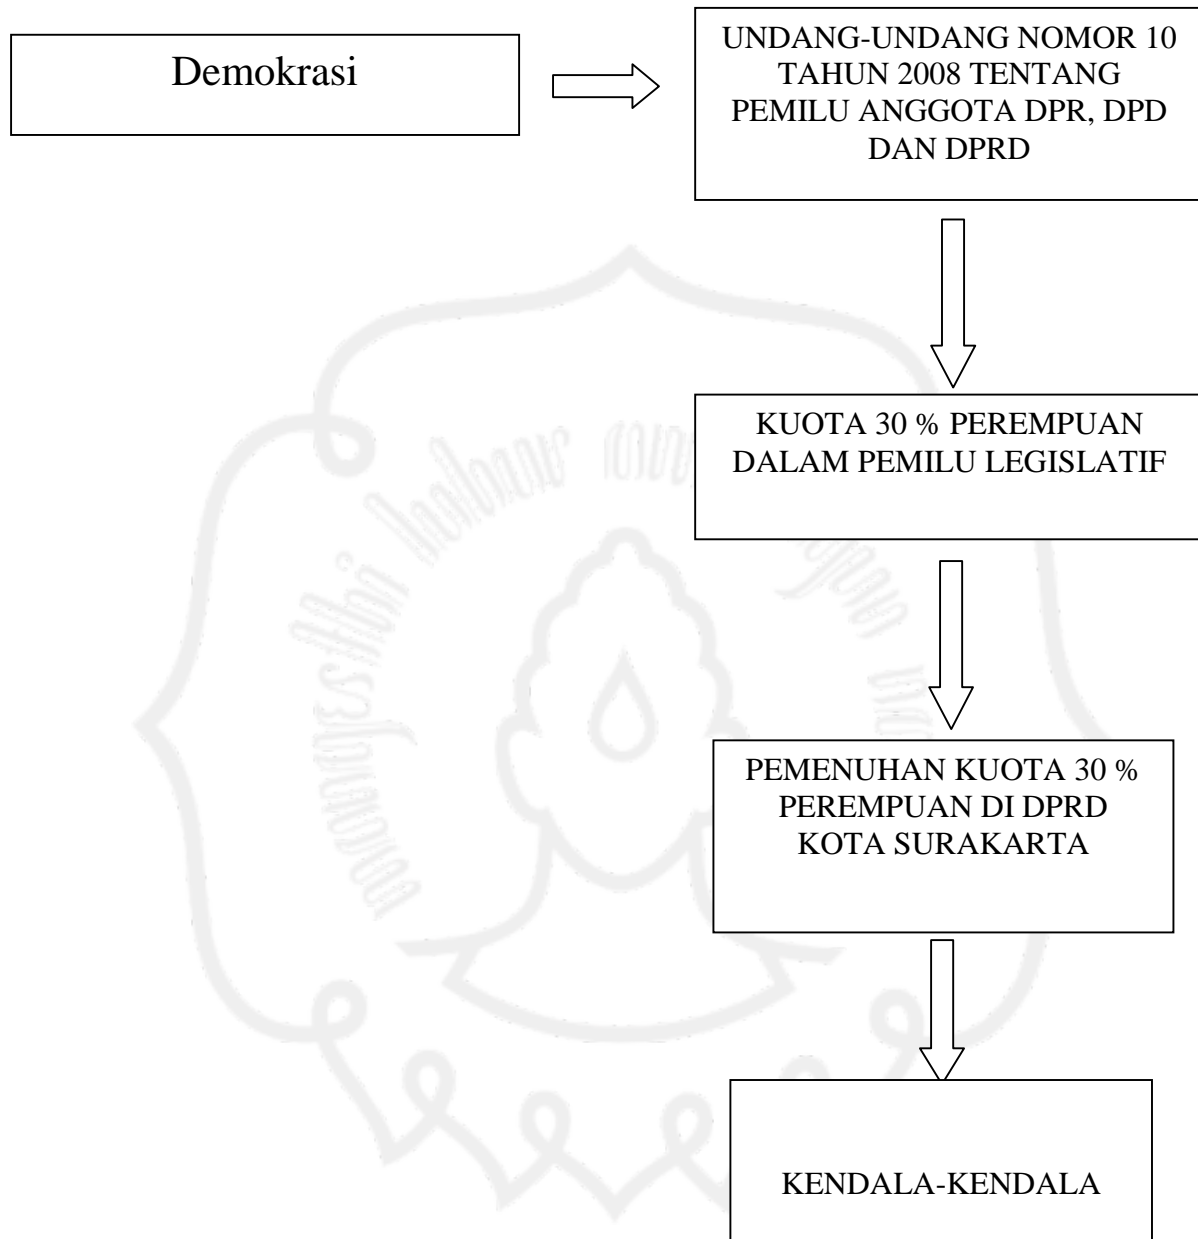 Demokrasi
UNDANG-UNDANG NOMOR 10
TAHUN 2008 TENTANG
PEMILU ANGGOTA DPR, DPD
DAN DPRD
KUOTA 30 % PEREMPUAN
DALAM PEMILU LEGISLATIF
PEMENUHAN KUOTA 30 %
PEREMPUAN DI DPRD
KOTA SURAKARTA
KENDALA-KENDALA